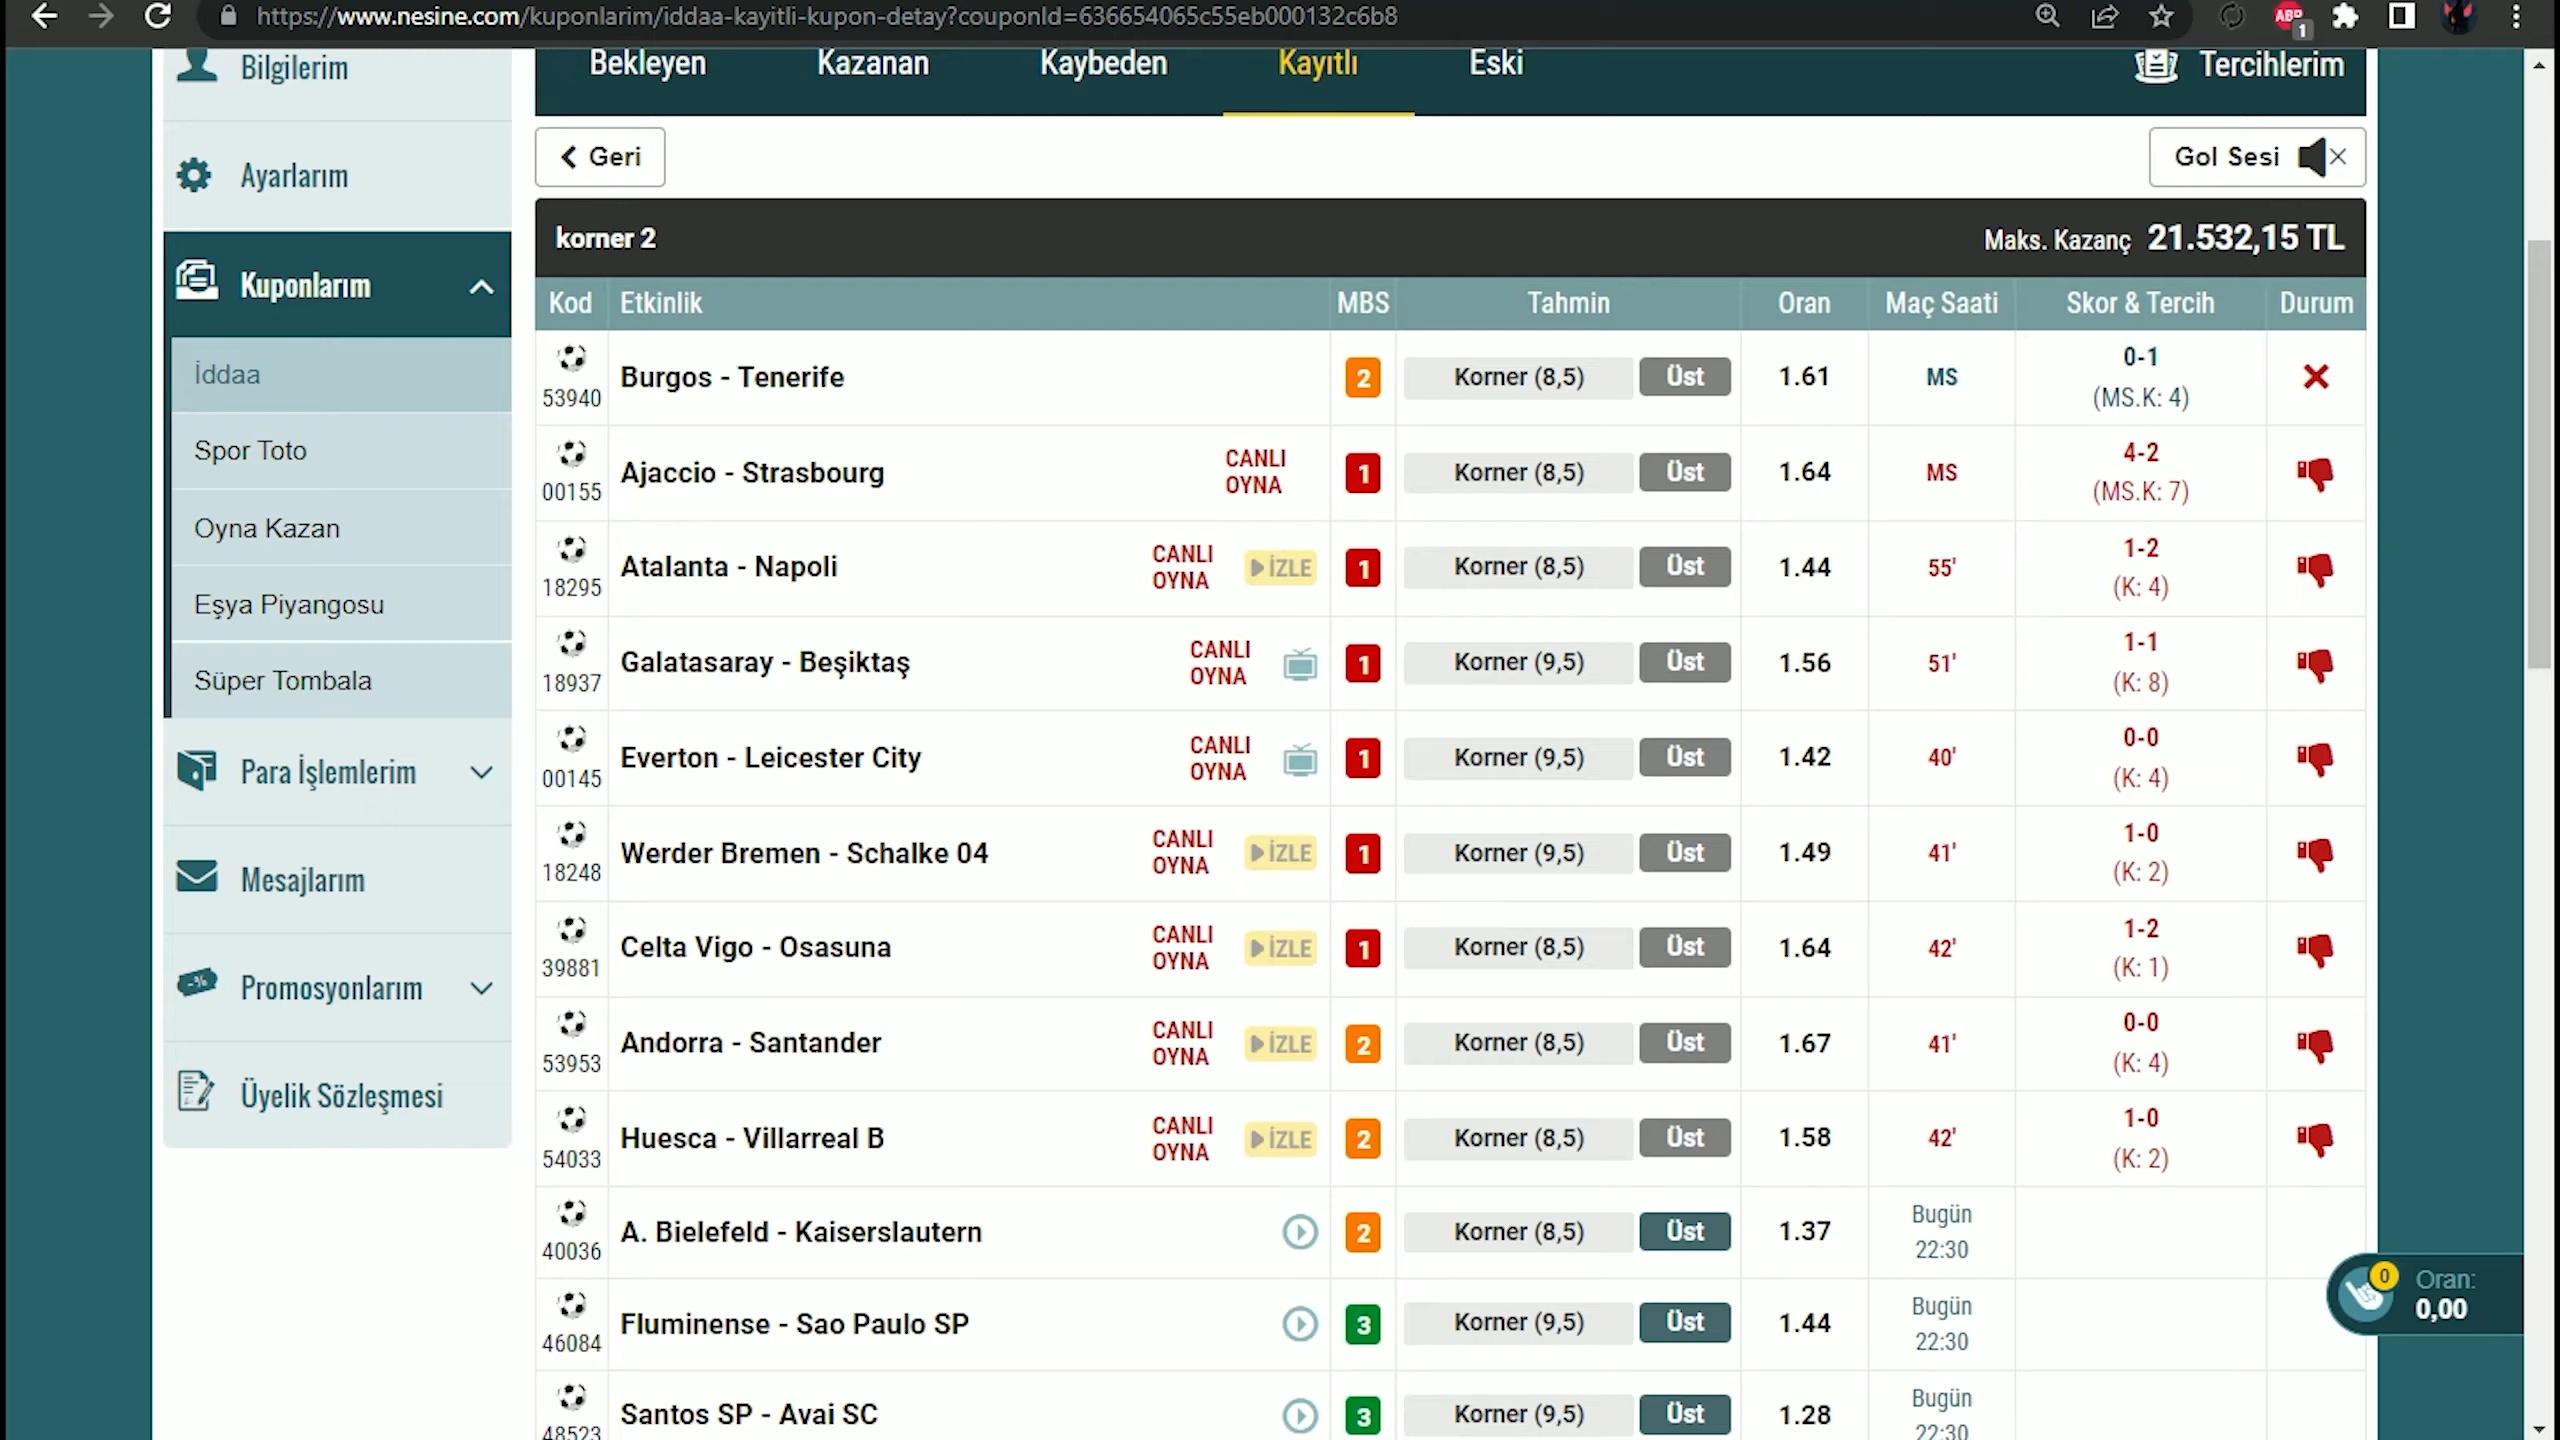 https://www.nesine.com/kuponlarim/iddaa-kayitli-kupon-detay?couponId=636654065c55eb000132c6b8
ABP
1
Bilgilerim
Ayarlarım
Kuponlarım
İddaa
Spor Toto
Oyna Kazan
Eşya Piyangosu
Süper Tombala
Para İşlemlerim
Mesajlarım
Promosyonlarım
Üyelik Sözleşmesi
Bekleyen Kazanan Kaybeden Kayıtlı Eski Tercihlerim
Geri Gol Sesi
korner 2 Maks. Kazanç 21.532,15 TL
Kod Etkinlik MBS Tahmin Oran Maç Saati Skor & Tercih Durum
53940 Burgos - Tenerife 2 Korner (8,5) Üst 1.61 MS 0-1
(MS.K: 4)
00155 Ajaccio - Strasbourg CANLI OYNA 1 Korner (8,5) Üst 1.64 MS 4-2
(MS.K: 7)
18295 Atalanta - Napoli CANLI OYNA İZLE 1 Korner (8,5) Üst 1.44 55' 1-2
(K: 4)
18937 Galatasaray - Beşiktaş CANLI OYNA 1 Korner (9,5) Üst 1.56 51' 1-1
(K: 8)
00145 Everton - Leicester City CANLI OYNA 1 Korner (9,5) Üst 1.42 40' 0-0
(K: 4)
18248 Werder Bremen - Schalke 04 CANLI OYNA İZLE 1 Korner (9,5) Üst 1.49 41' 1-0
(K: 2)
39881 Celta Vigo - Osasuna CANLI OYNA İZLE 1 Korner (8,5) Üst 1.64 42' 1-2
(K: 1)
53953 Andorra - Santander CANLI OYNA İZLE 2 Korner (8,5) Üst 1.67 41' 0-0
(K: 4)
54033 Huesca - Villarreal B CANLI OYNA İZLE 2 Korner (8,5) Üst 1.58 42' 1-0
(K: 2)
40036 A. Bielefeld - Kaiserslautern 2 Korner (8,5) Üst 1.37 Bugün
22:30
46084 Fluminense - Sao Paulo SP 3 Korner (9,5) Üst 1.44 Bugün
22:30
48523 Santos SP - Avai SC 3 Korner (9,5) Üst 1.28 Bugün
22:30
0 Oran:
0,00